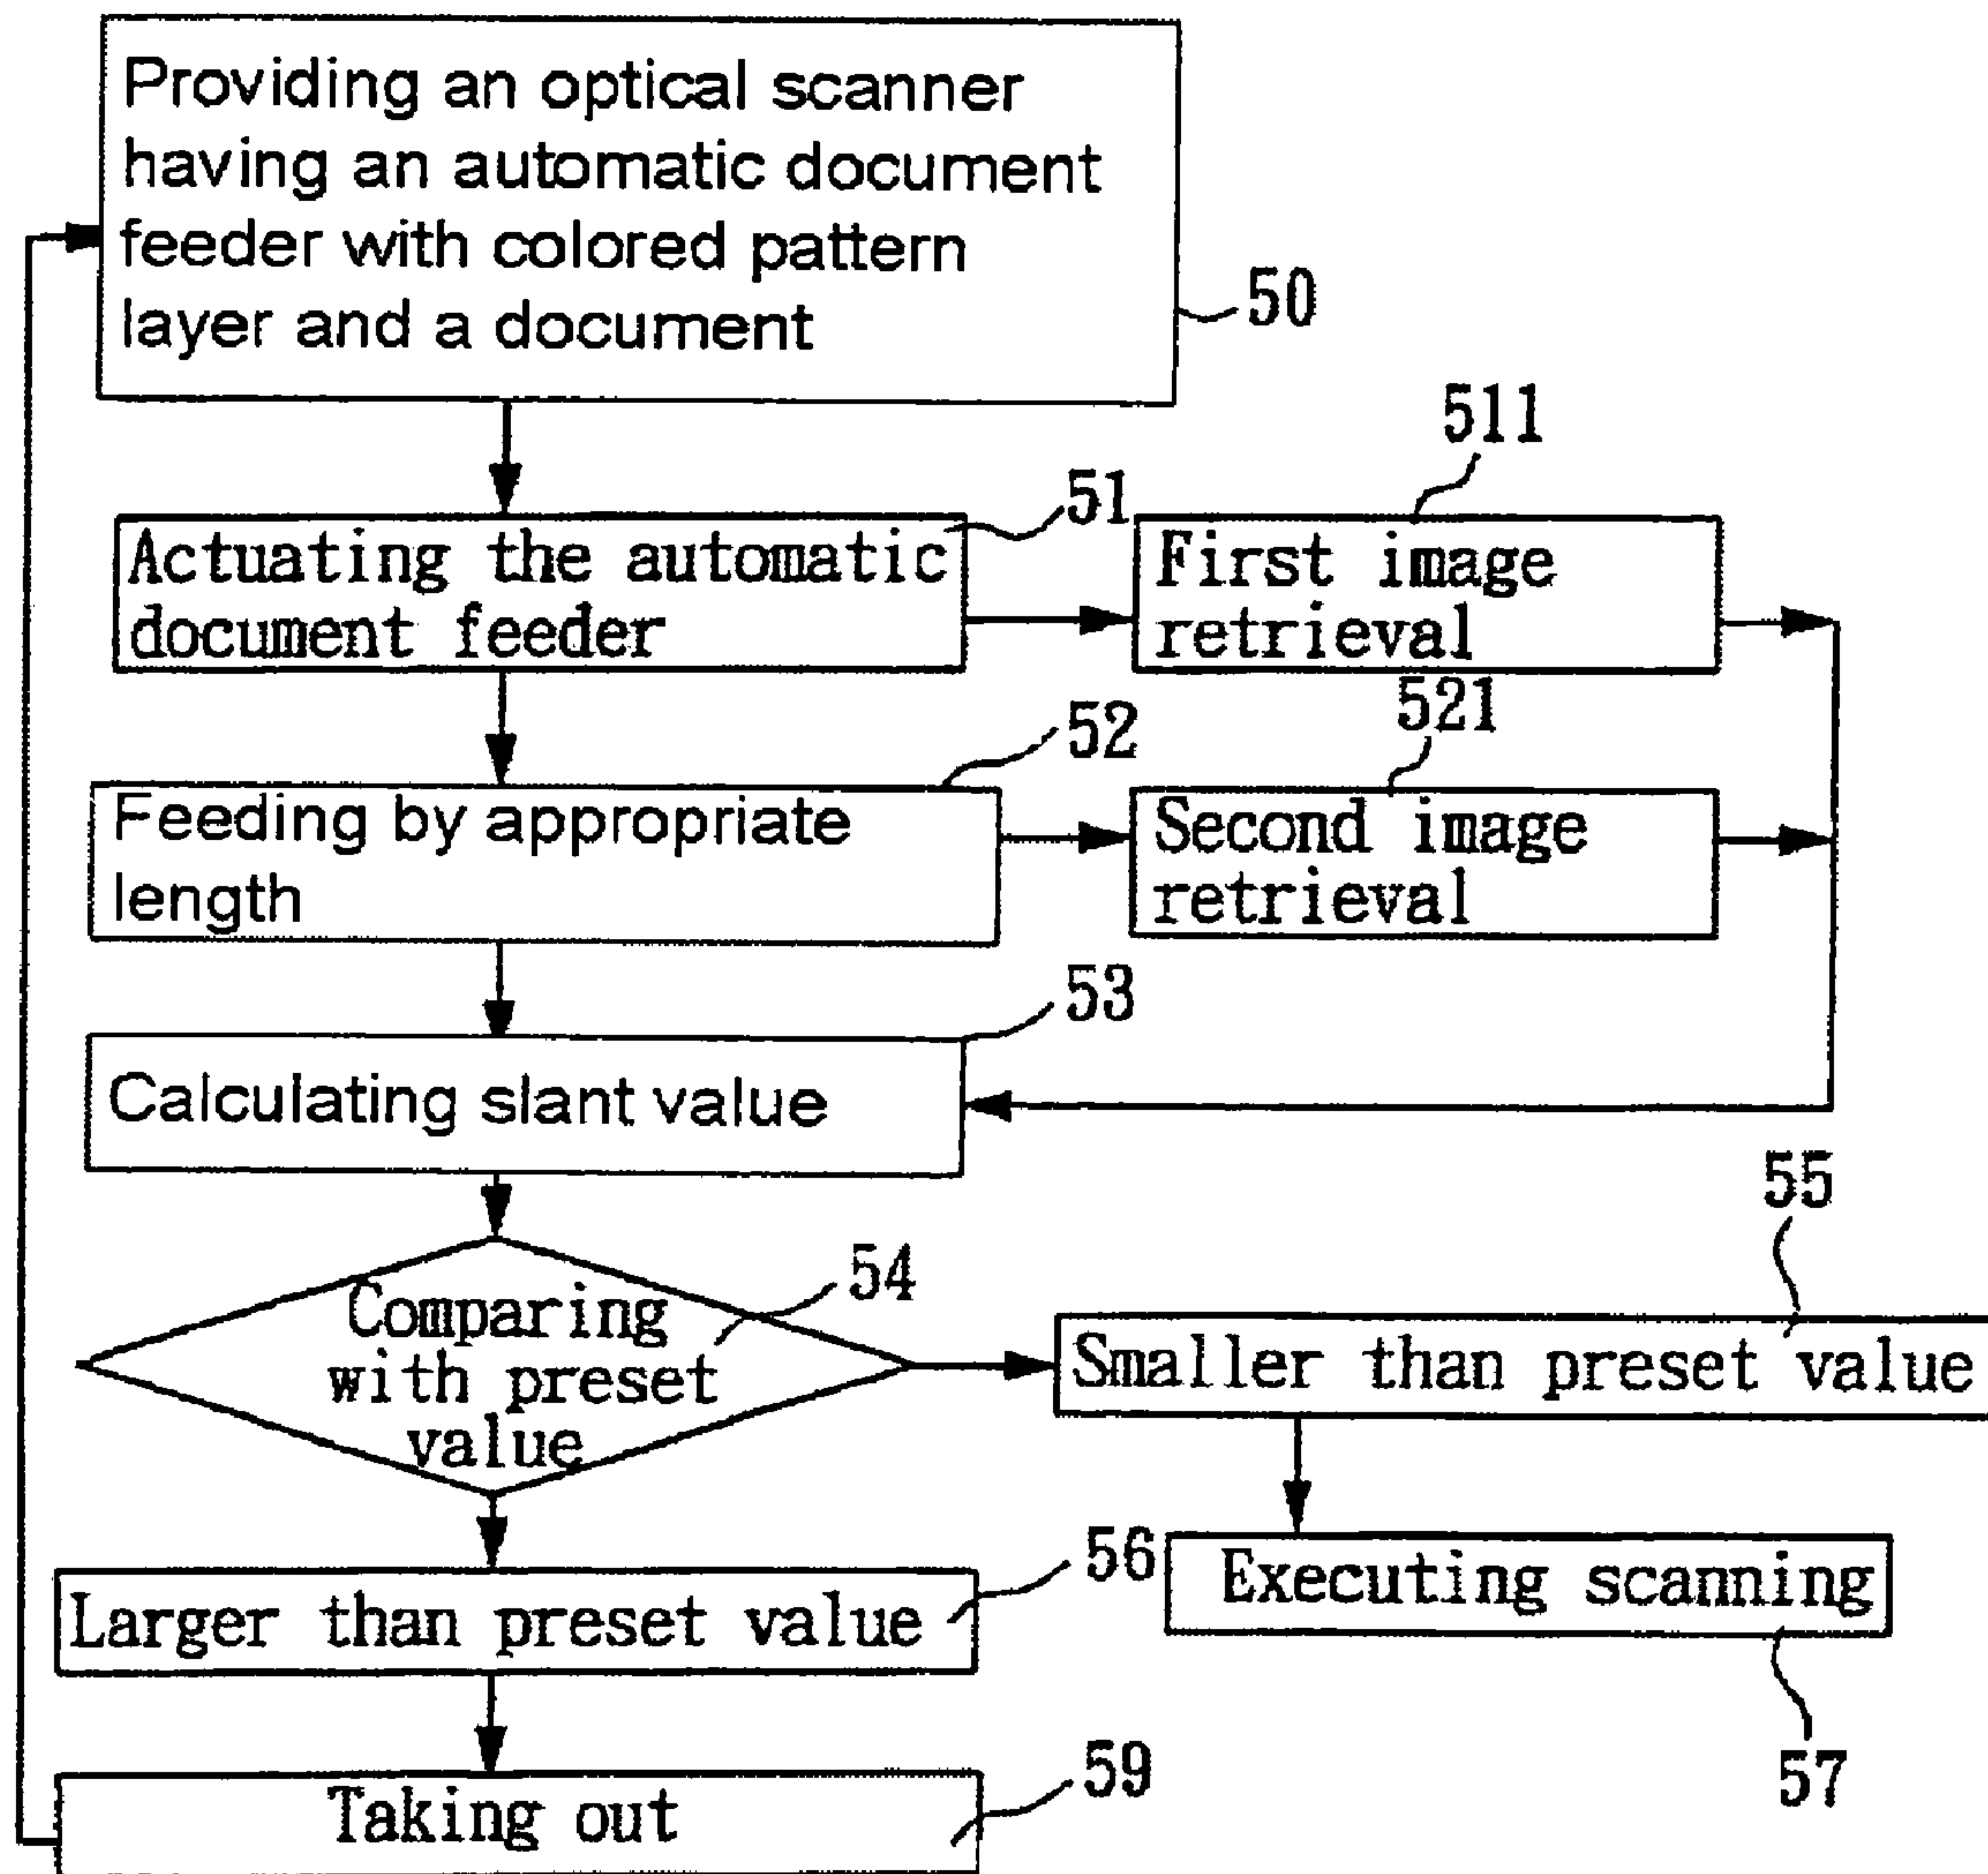 Providing an optical scanner
having an automatic document
feeder with colored pattern
layer and a document
50
511
51
Actuating the automatic
document feeder
First image
retrieval
521
52
Feeding by appropriate
length
Second image
retrieval
53
Calculating slant value
55
54
Comparing
with preset
value
Smaller than preset value
56
Larger than preset value
Executing scanning
57
59
Taking out